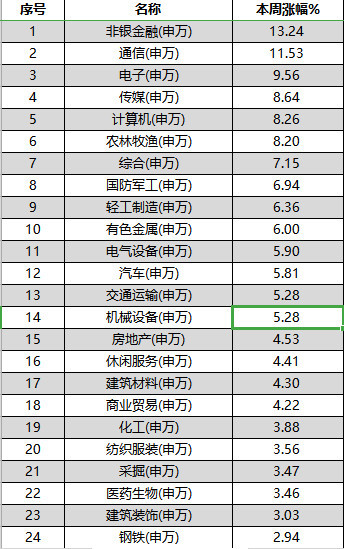 序号 名称 本周涨幅%
1 非银金融(申万) 13.24
2 通信(申万) 11.53
3 电子(申万) 9.56
4 传媒(申万) 8.64
5 计算机(申万) 8.26
6 农林牧渔(申万) 8.20
7 综合(申万) 7.15
8 国防军工(申万) 6.94
9 轻工制造(申万) 6.36
10 有色金属(申万) 6.00
11 电气设备(申万) 5.90
12 汽车(申万) 5.81
13 交通运输(申万) 5.28
14 机械设备(申万) 5.28
15 房地产(申万) 4.53
16 休闲服务(申万) 4.41
17 建筑材料(申万) 4.30
18 商业贸易(申万) 4.22
19 化工(申万) 3.88
20 纺织服装(申万) 3.56
21 采掘(申万) 3.47
22 医药生物(申万) 3.46
23 建筑装饰(申万) 3.03
24 钢铁(申万) 2.94